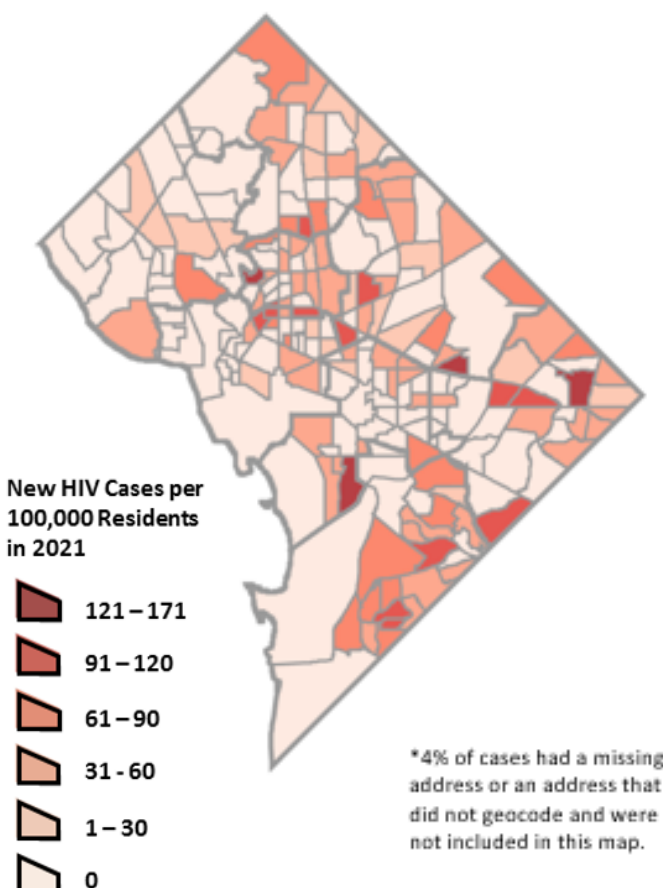 New HIV Cases per
100,000 Residents
in 2021
121 – 171
91 – 120
61 – 90
31 - 60
1 – 30
0
*4% of cases had a missing
address or an address that
did not geocode and were
not included in this map.